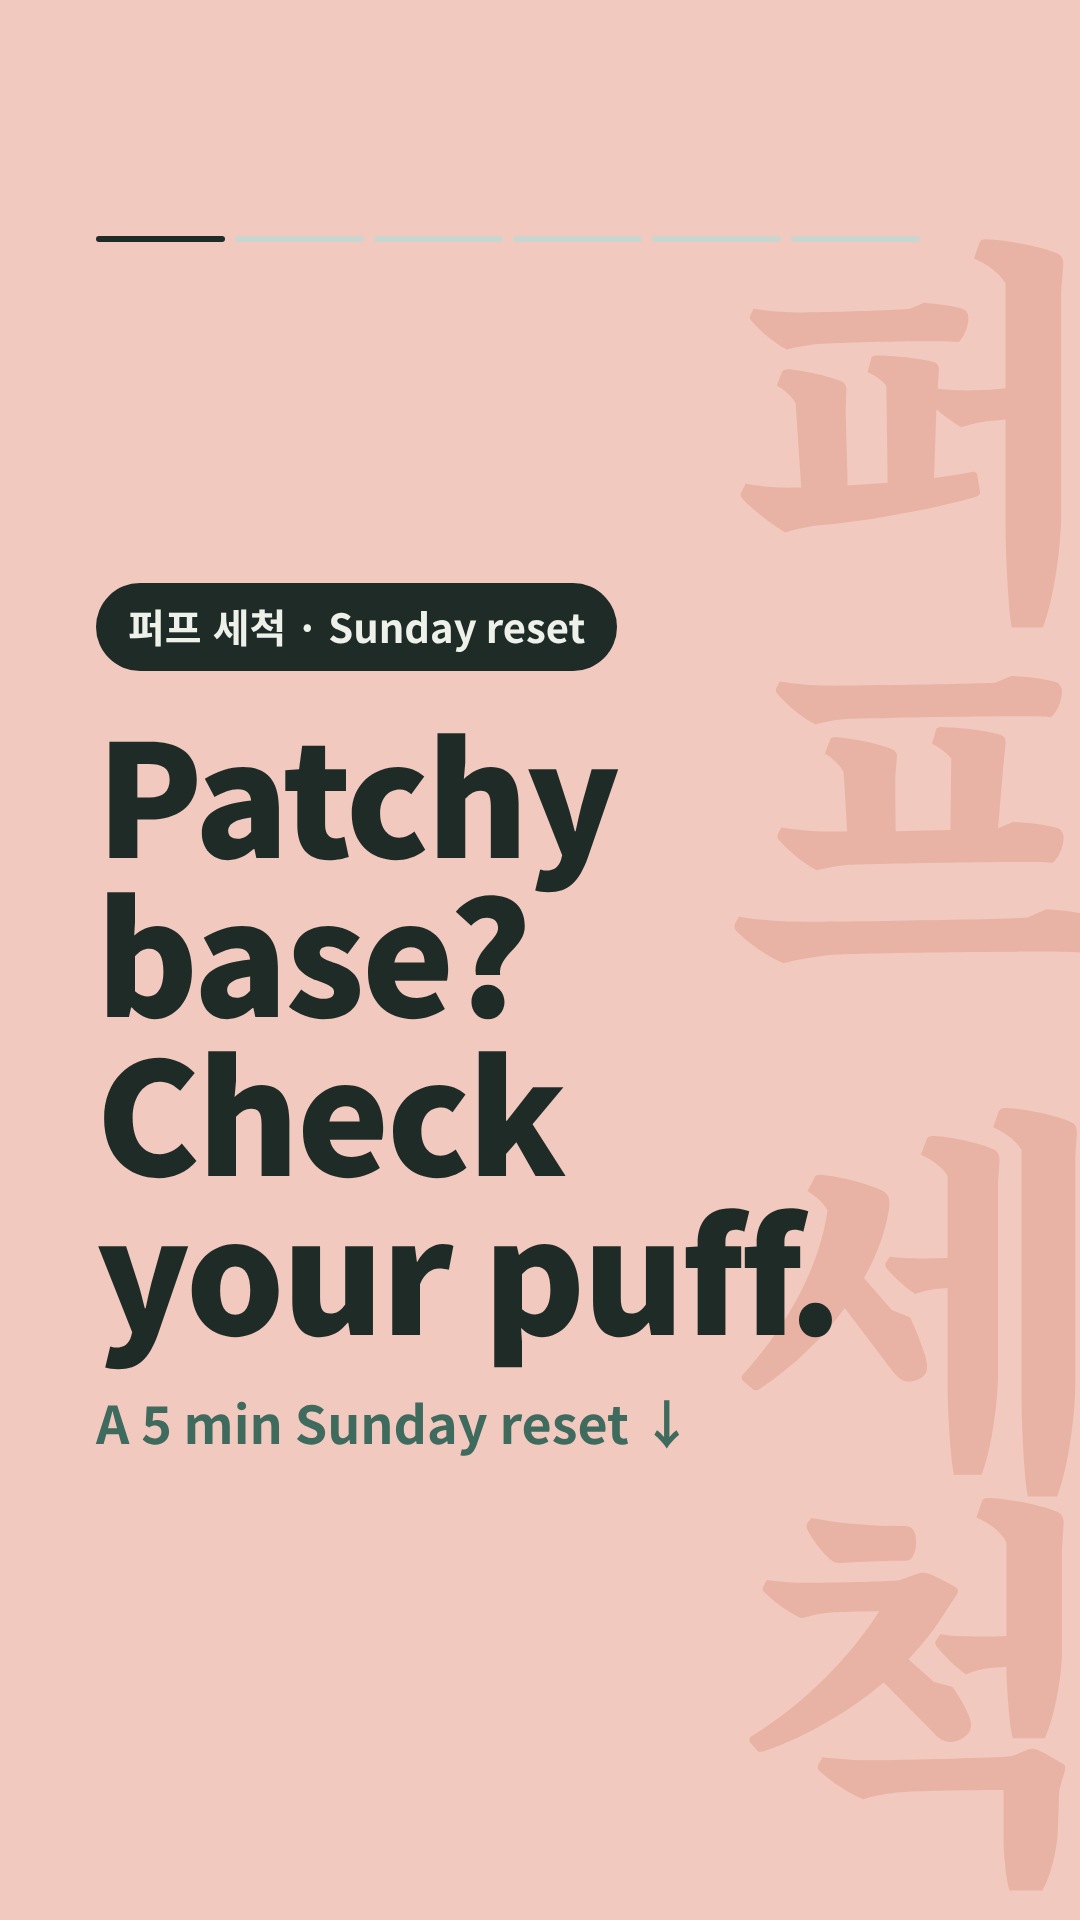 퍼프 세척 · Sunday reset
Patchy
base?
Check
your puff.
A 5 min Sunday reset ↓
퍼
프
세
척